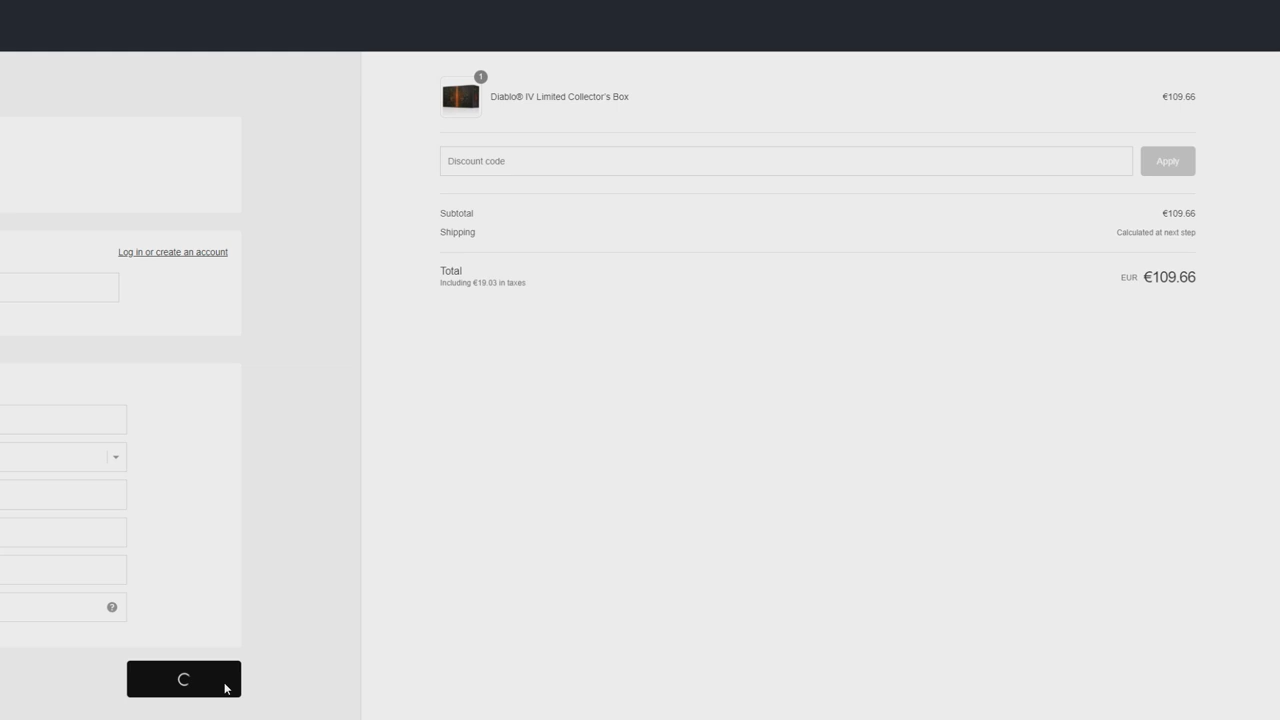 1
Diablo® IV Limited Collector's Box
€109.66
Discount code
Apply
Subtotal
€109.66
Shipping
Calculated at next step
Total
Including €19.03 in taxes
EUR €109.66
Log in or create an account
?